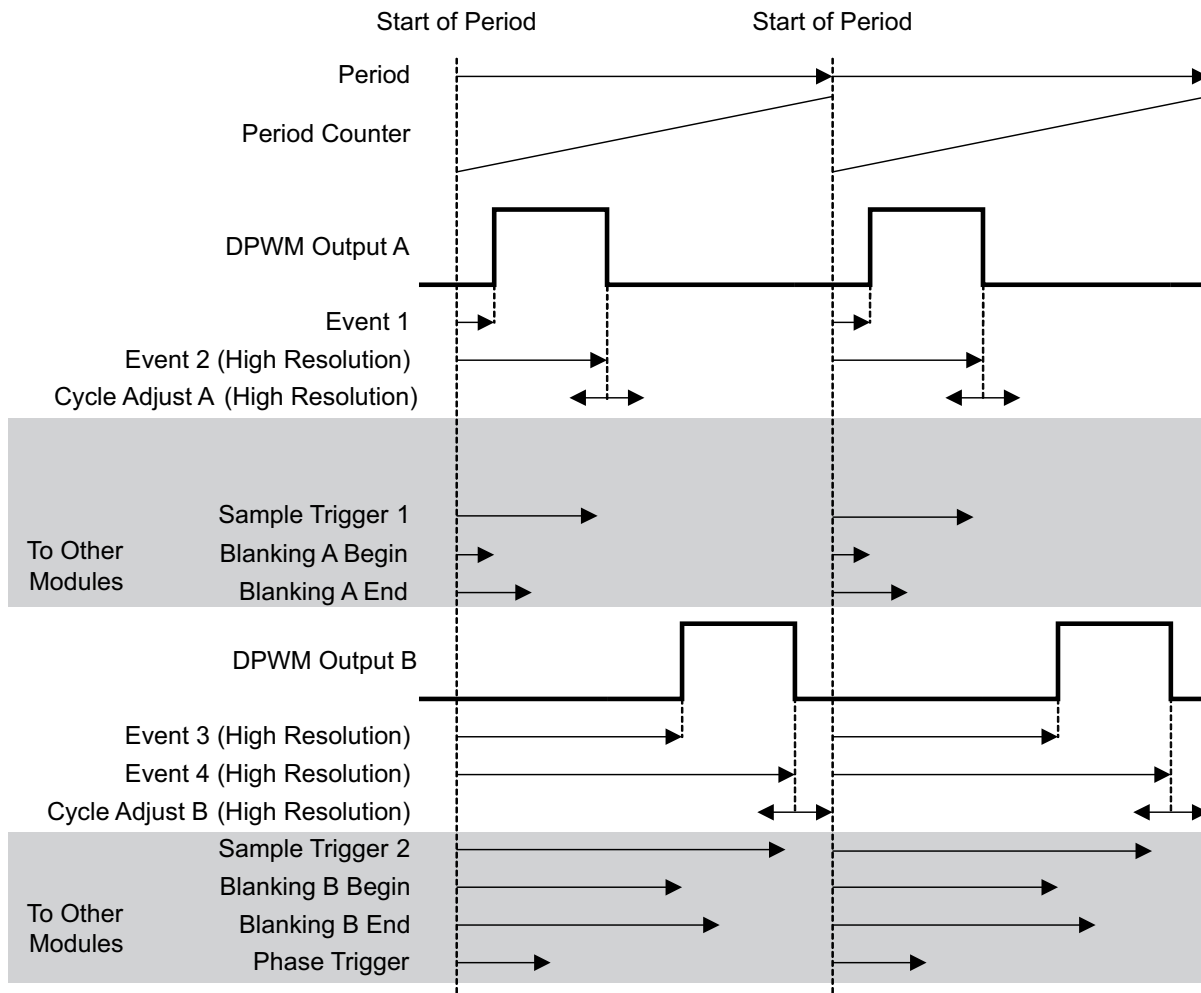 Start of Period
Start of Period
Period
Period Counter
DPWM Output A
Event 1
Event 2 (High Resolution)
Cycle Adjust A (High Resolution)
To Other
Modules
Sample Trigger 1
Blanking A Begin
Blanking A End
DPWM Output B
Event 3 (High Resolution)
Event 4 (High Resolution)
Cycle Adjust B (High Resolution)
To Other
Modules
Sample Trigger 2
Blanking B Begin
Blanking B End
Phase Trigger